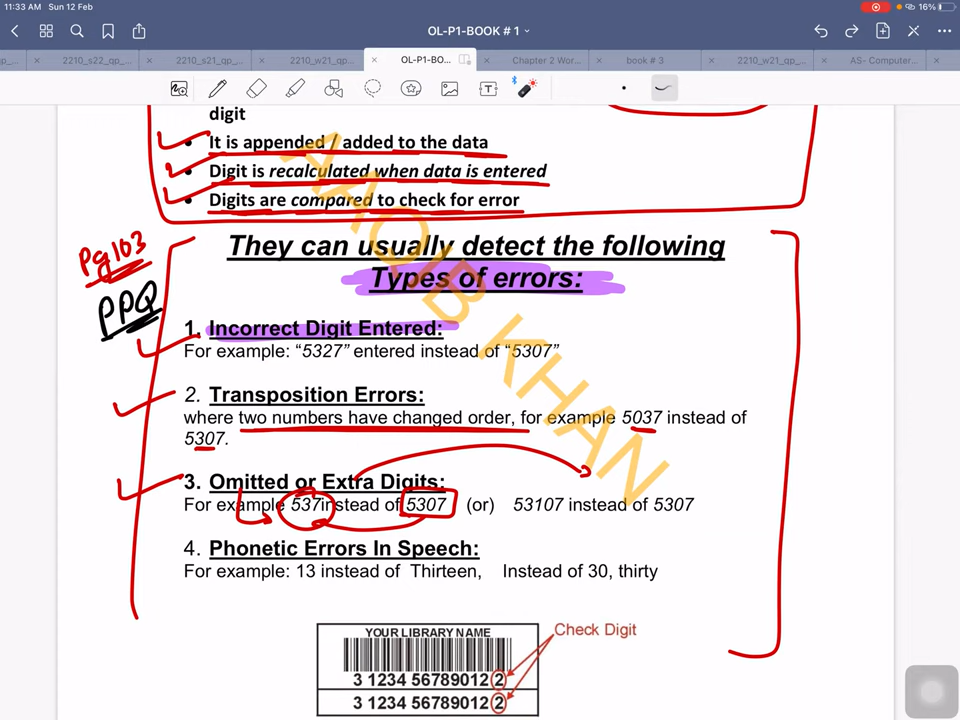 11:33 AM Sun 12 Feb
16%
OL-P1-BOOK # 1
2210_s22_qp_...
2210_s21_qp_...
2210_w21_qp...
OL-P1-BO...
Chapter 2 Wor...
book # 3
2210_w21_qp_...
AS- Computer...
digit
• It is appended / added to the data
• Digit is recalculated when data is entered
• Digits are compared to check for error
They can usually detect the following
Types of errors:
Pg 103
PPQ
1. Incorrect Digit Entered:
For example: “5327” entered instead of “5307”
2. Transposition Errors:
where two numbers have changed order, for example 5037 instead of
5307.
3. Omitted or Extra Digits:
For example 537instead of 5307 (or) 53107 instead of 5307
4. Phonetic Errors In Speech:
For example: 13 instead of Thirteen, Instead of 30, thirty
AAQIB KHAN
YOUR LIBRARY NAME
Check Digit
3 1234 56789012 2
3 1234 56789012 2